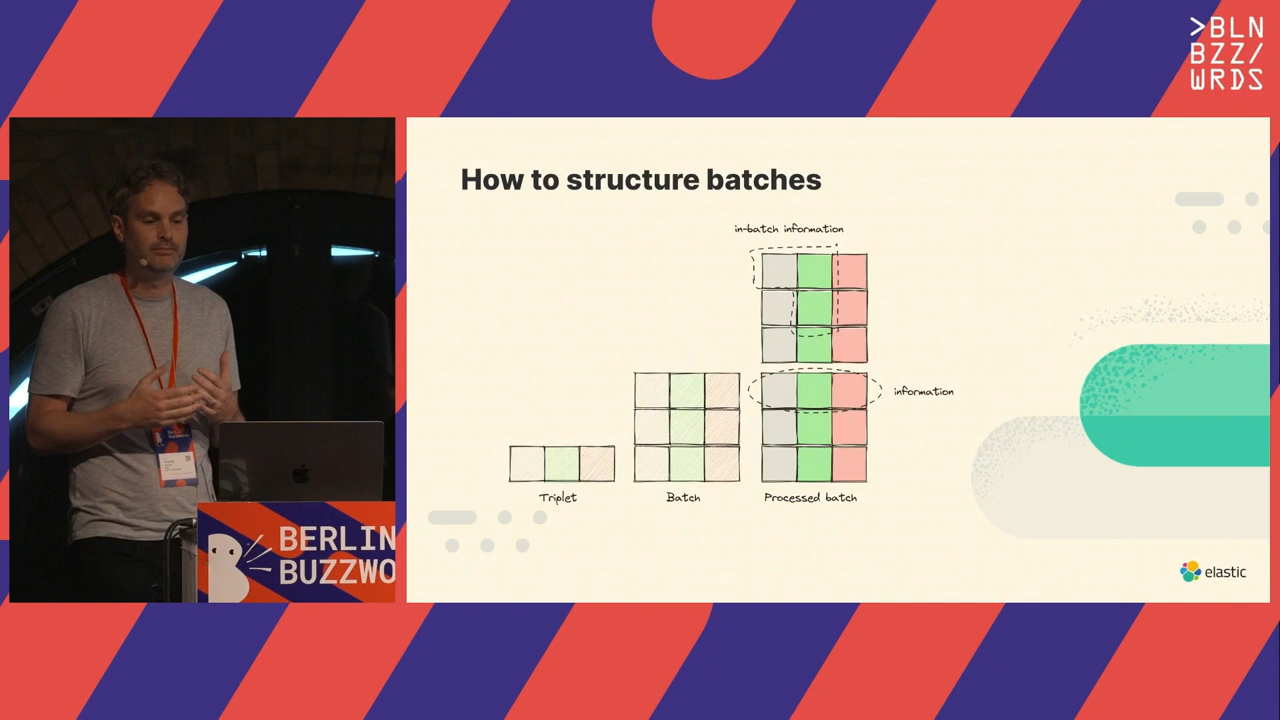 >BLN
BZZ/
WRDS
How to structure batches
in-batch information
information
Triplet
Batch
Processed batch
elastic
BERLIN
BUZZWO